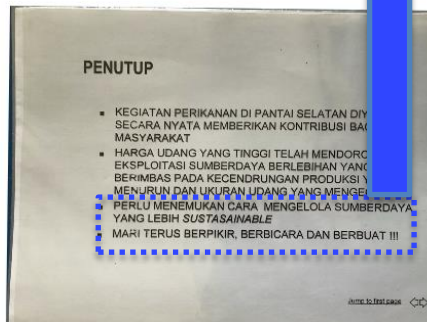 PENUTUP
KEGIATAN PERIKANAN DI PANTAI SELATAN DIY
SECARA NYATA MEMBERIKAN KONTRIBUSI
MASYARAKAT
HARGA UDANG YANG TINGGI TELAH
EKSPLOITASI SUMBERDAYA BERLEBIHAN
BERIMBAS PADA KECENDRUNGAN PRODUKSI
MENURUN DAN UKURAN UDANG YANG
PERLU MENEMUKAN CARA MENGELOLA SUMBERDAYA
YANG LEBIH SUSTASAINABLE
MARI TERUS BERPIKIR, BERBICARA DAN BERBUAT !!!
Jump to first page